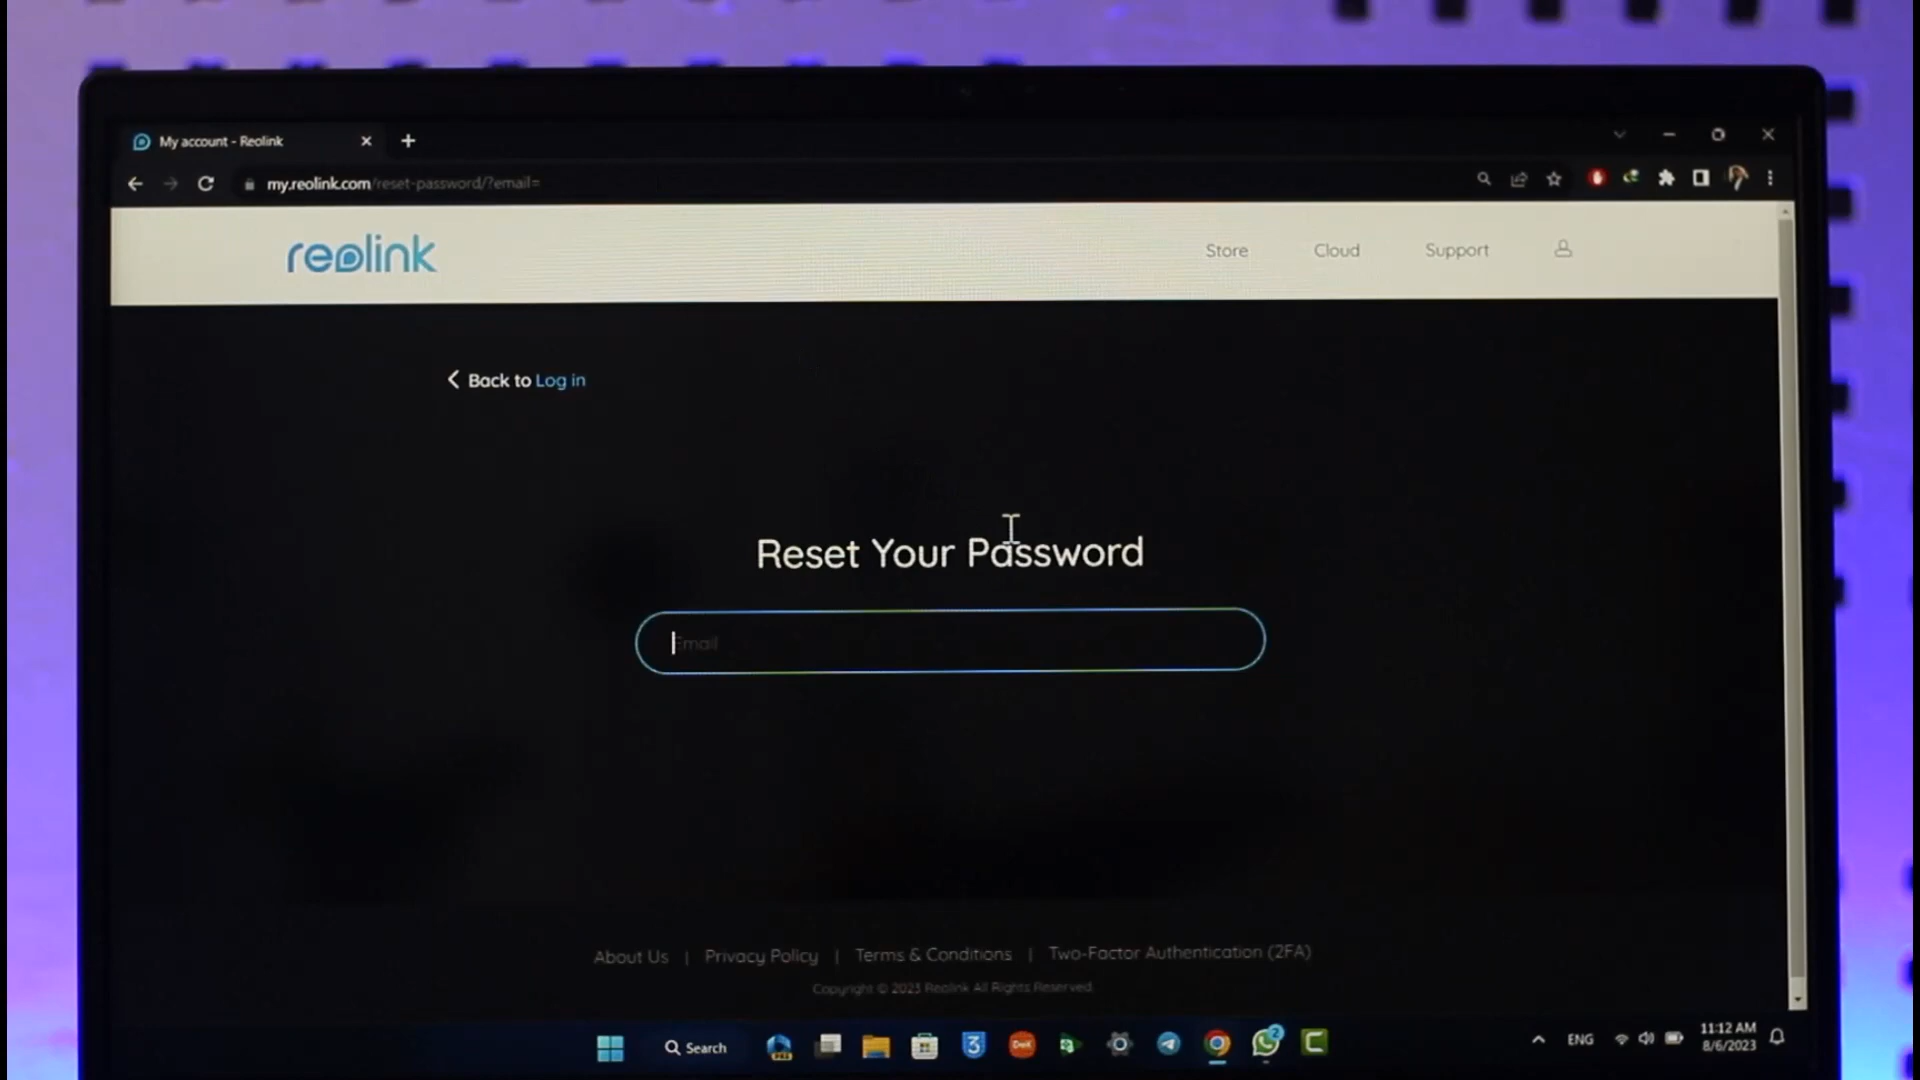 My account - Reolink
my.reolink.com/reset-password/?email=
reolink
Store
Cloud
Support
Back to Log in
Reset Your Password
Email
About Us | Privacy Policy | Terms & Conditions | Two-Factor Authentication (2FA)
Copyright © 2023 Reolink All Rights Reserved.
Search
3
2
ENG
11:12 AM
8/6/2023